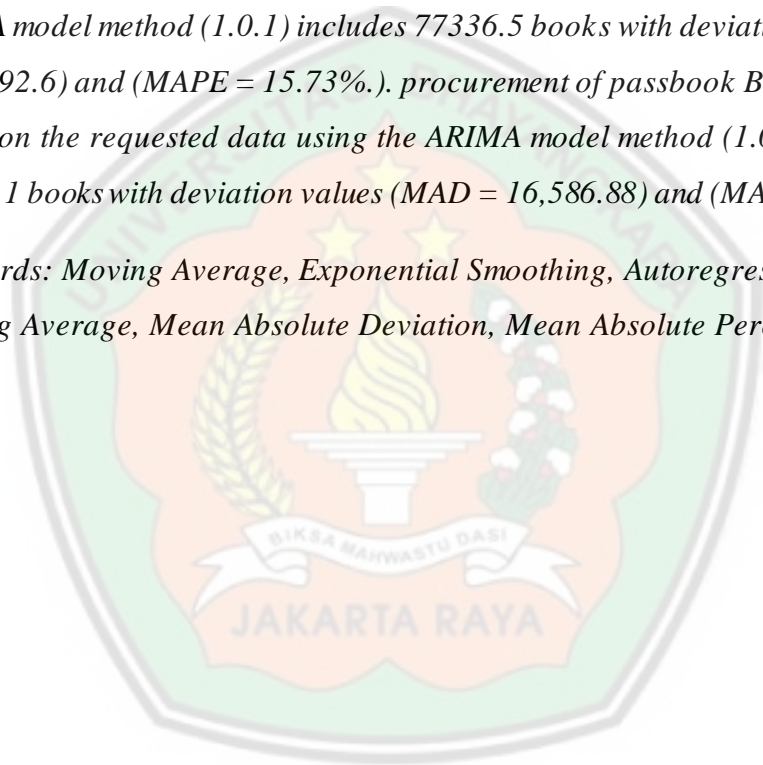 A model method (1.0.1) includes 77336.5 books with deviati
92.6) and (MAPE = 15.73%.). procurement of passbook B
on the requested data using the ARIMA model method (1.0
1 books with deviation values (MAD = 16,586.88) and (MA
rds: Moving Average, Exponential Smoothing, Autoregres
g Average, Mean Absolute Deviation, Mean Absolute Per
UNIVERSITAS BHAYANGKARA
BIKSA MAHWASTU DASI
JAKARTA RAYA